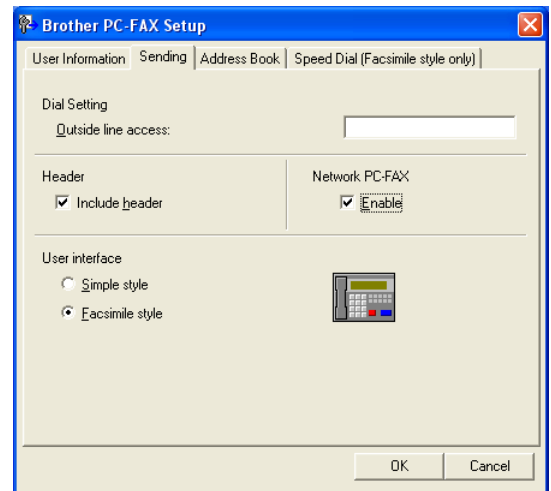 Brother PC-FAX Setup
User Information Sending Address Book Speed Dial (Facsimile style only)
Dial Setting
Outside line access:
Header Network PC-FAX
Include header Enable
User interface
Simple style
Facsimile style
OK Cancel